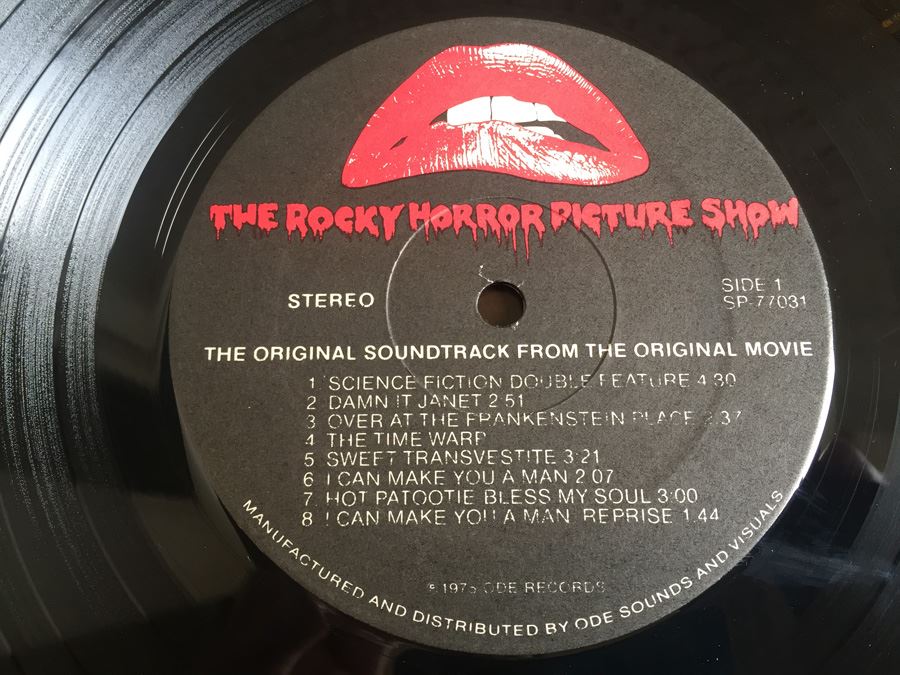 THE ROCKY HORROR PICTURE SHOW
STEREO
SIDE 1
SP-77031
THE ORIGINAL SOUNDTRACK FROM THE ORIGINAL MOVIE
1 SCIENCE FICTION DOUBLE FEATURE 4:30
2 DAMN IT JANET 2:51
3 OVER AT THE FRANKENSTEIN PLACE 2:37
4 THE TIME WARP
5 SWEET TRANSVESTITE 3:21
6 I CAN MAKE YOU A MAN 2:07
7 HOT PATOOTIE BLESS MY SOUL 3:00
8 I CAN MAKE YOU A MAN REPRISE 1:44
© 1975 ODE RECORDS
MANUFACTURED AND DISTRIBUTED BY ODE SOUNDS AND VISUALS